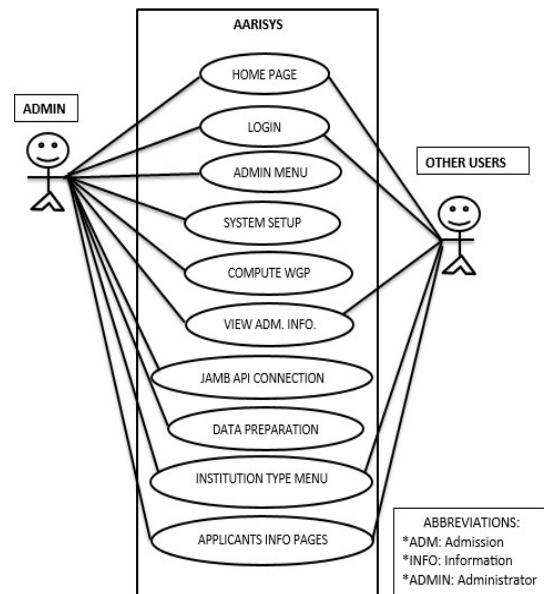 AARISYS
HOME PAGE
ADMIN
LOGIN
OTHER USERS
ADMIN MENU
SYSTEM SETUP
COMPUTE WGP
VIEW ADM. INFO.
JAMB API CONNECTION
DATA PREPARATION
INSTITUTION TYPE MENU
APPLICANTS INFO PAGES
ABBREVIATIONS:
*ADM: Admission
*INFO: Information
*ADMIN: Administrator